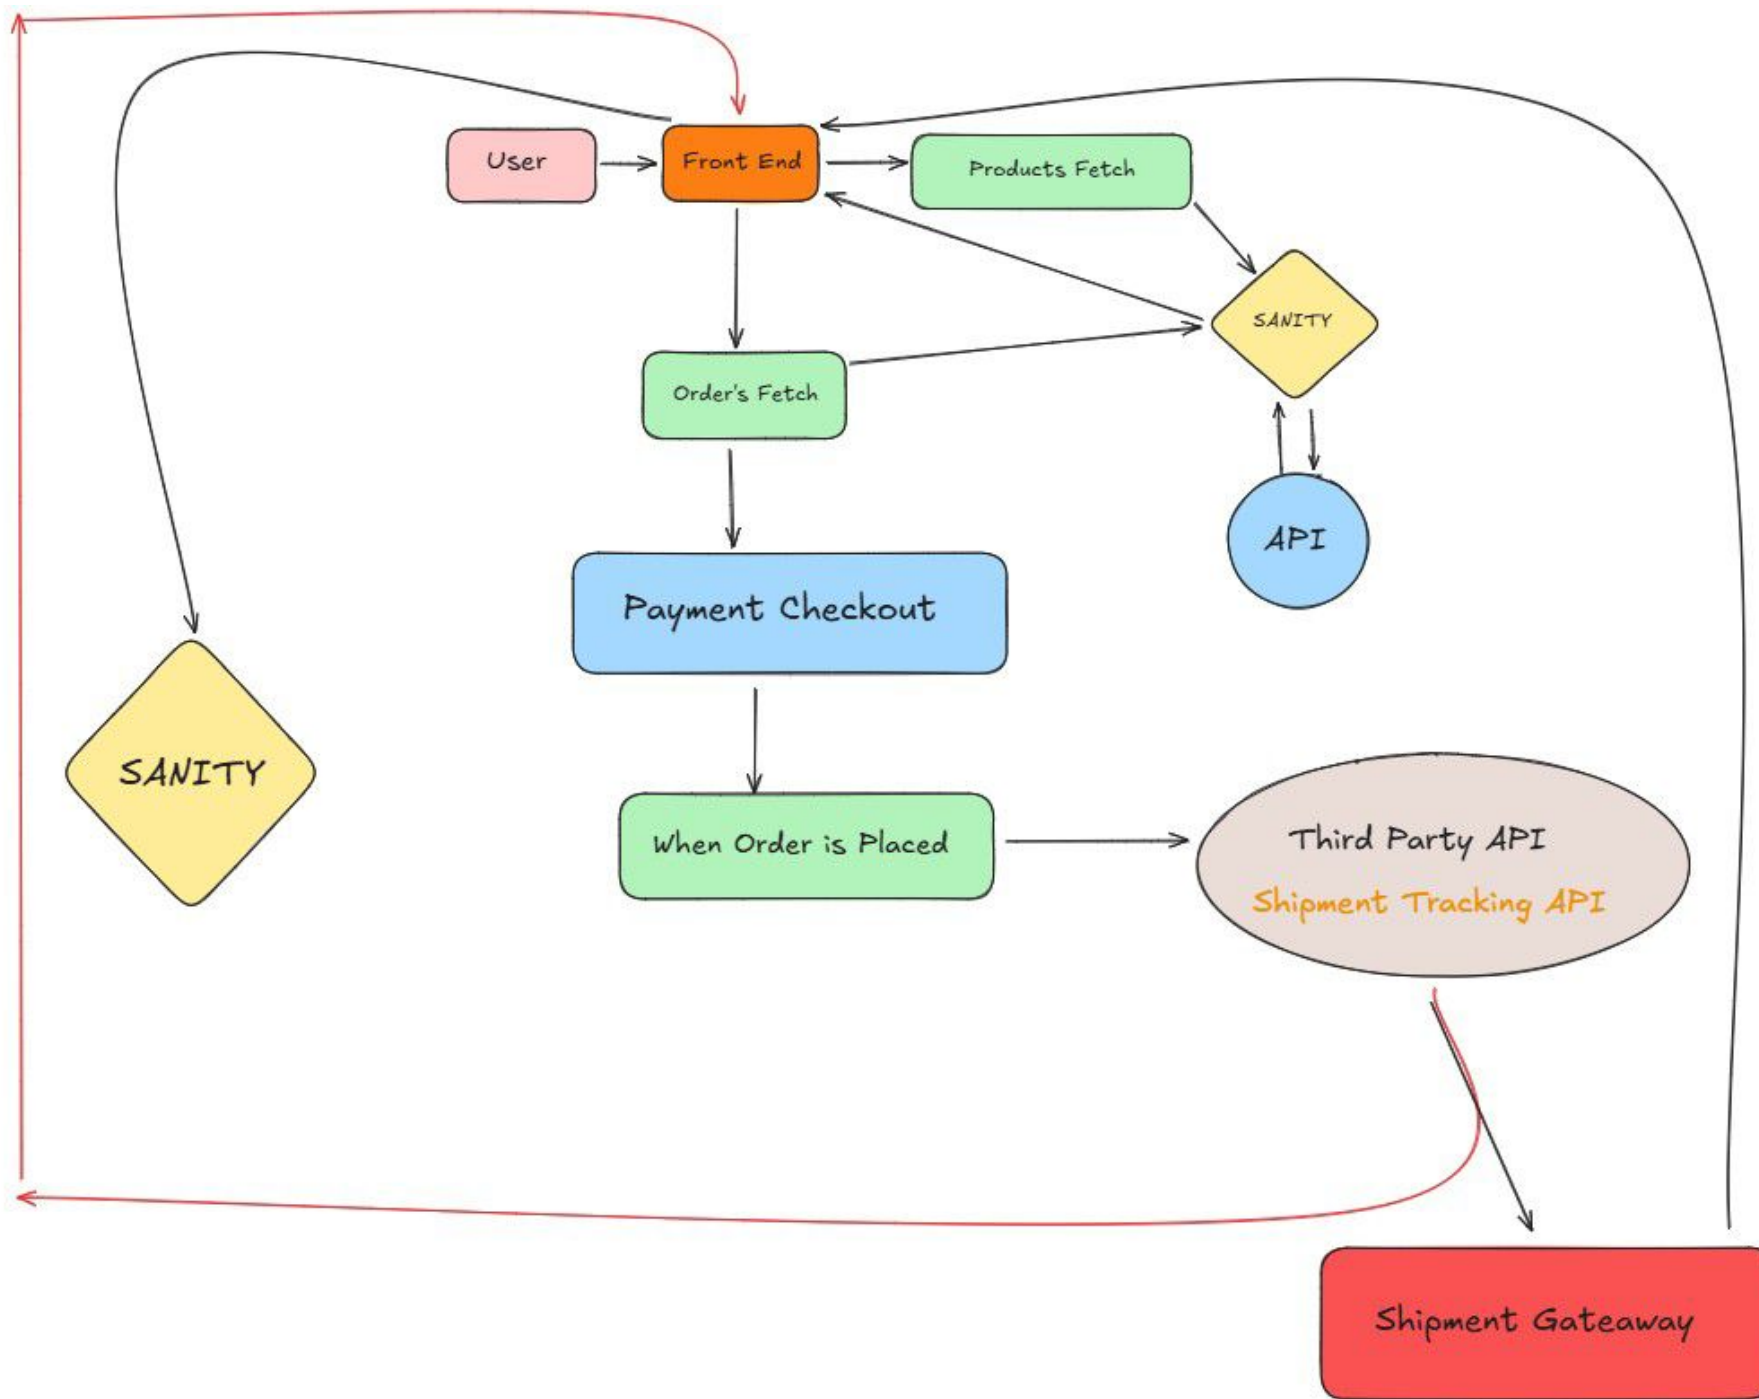 User
Front End
Products Fetch
SANITY
Order's Fetch
API
Payment Checkout
SANITY
When Order is Placed
Third Party API
Shipment Tracking API
Shipment Gateaway